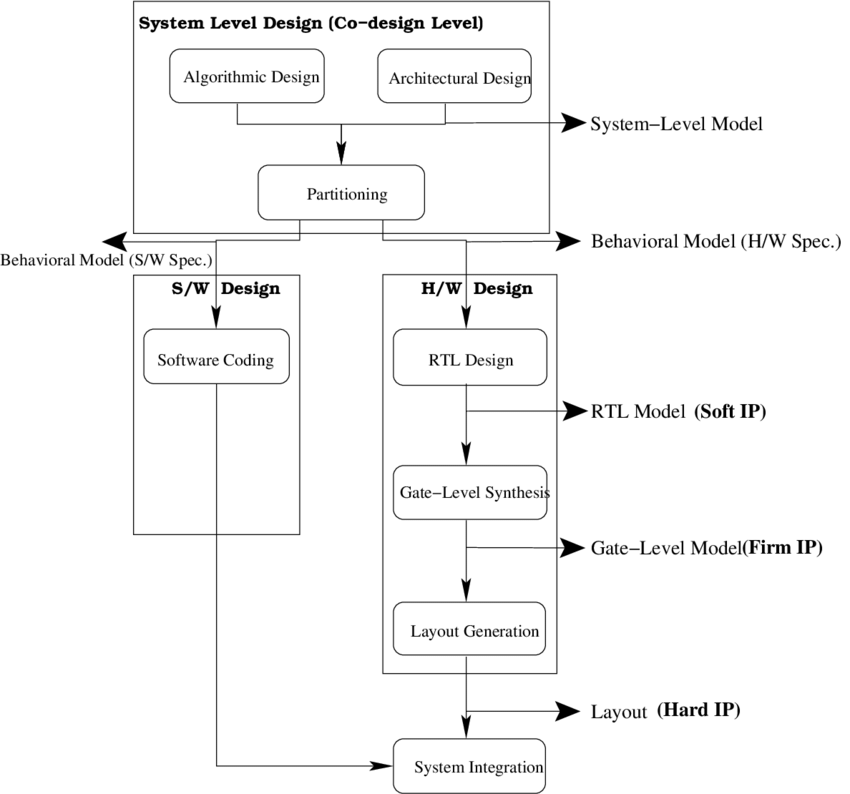 System Level Design (Co-design Level)
Algorithmic Design
Architectural Design
System−Level Model
Partitioning
Behavioral Model (S/W Spec.)
Behavioral Model (H/W Spec.)
S/W Design
H/W Design
Software Coding
RTL Design
RTL Model (Soft IP)
Gate−Level Synthesis
Gate−Level Model(Firm IP)
Layout Generation
Layout (Hard IP)
System Integration